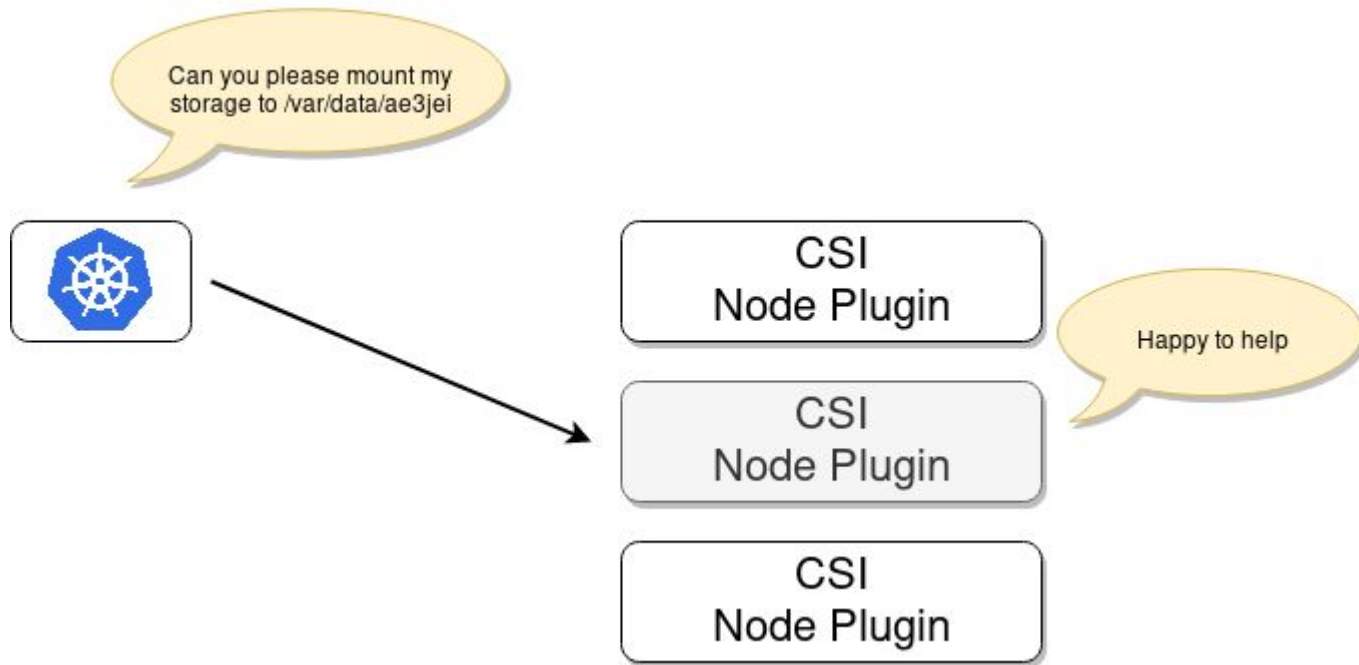 Can you please mount my
storage to /var/data/ae3jei
CSI
Node Plugin
Happy to help
CSI
Node Plugin
CSI
Node Plugin